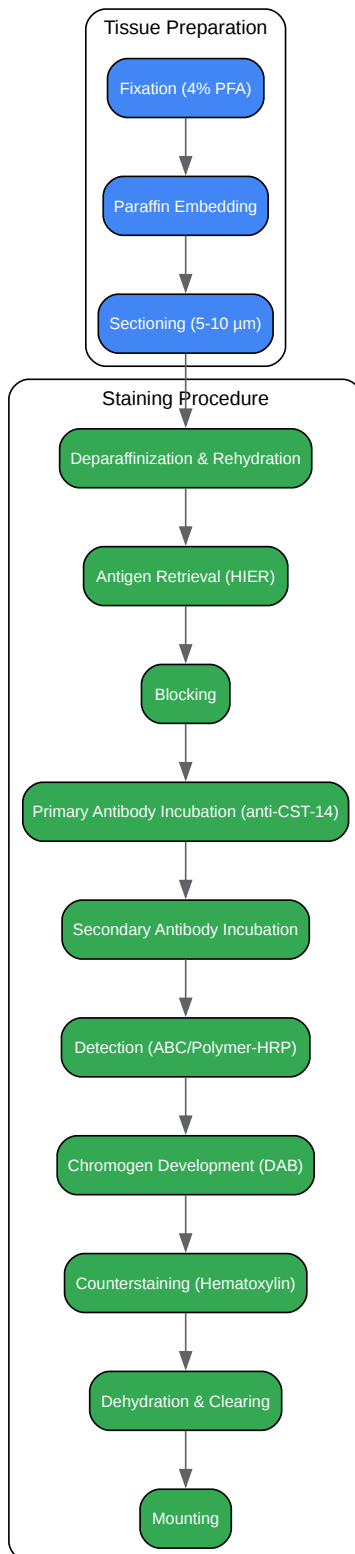 Tissue Preparation
Fixation (4% PFA)
Paraffin Embedding
Sectioning (5-10 µm)
Staining Procedure
Deparaffinization & Rehydration
Antigen Retrieval (HIER)
Blocking
Primary Antibody Incubation (anti-CST-14)
Secondary Antibody Incubation
Detection (ABC/Polymer-HRP)
Chromogen Development (DAB)
Counterstaining (Hematoxylin)
Dehydration & Clearing
Mounting